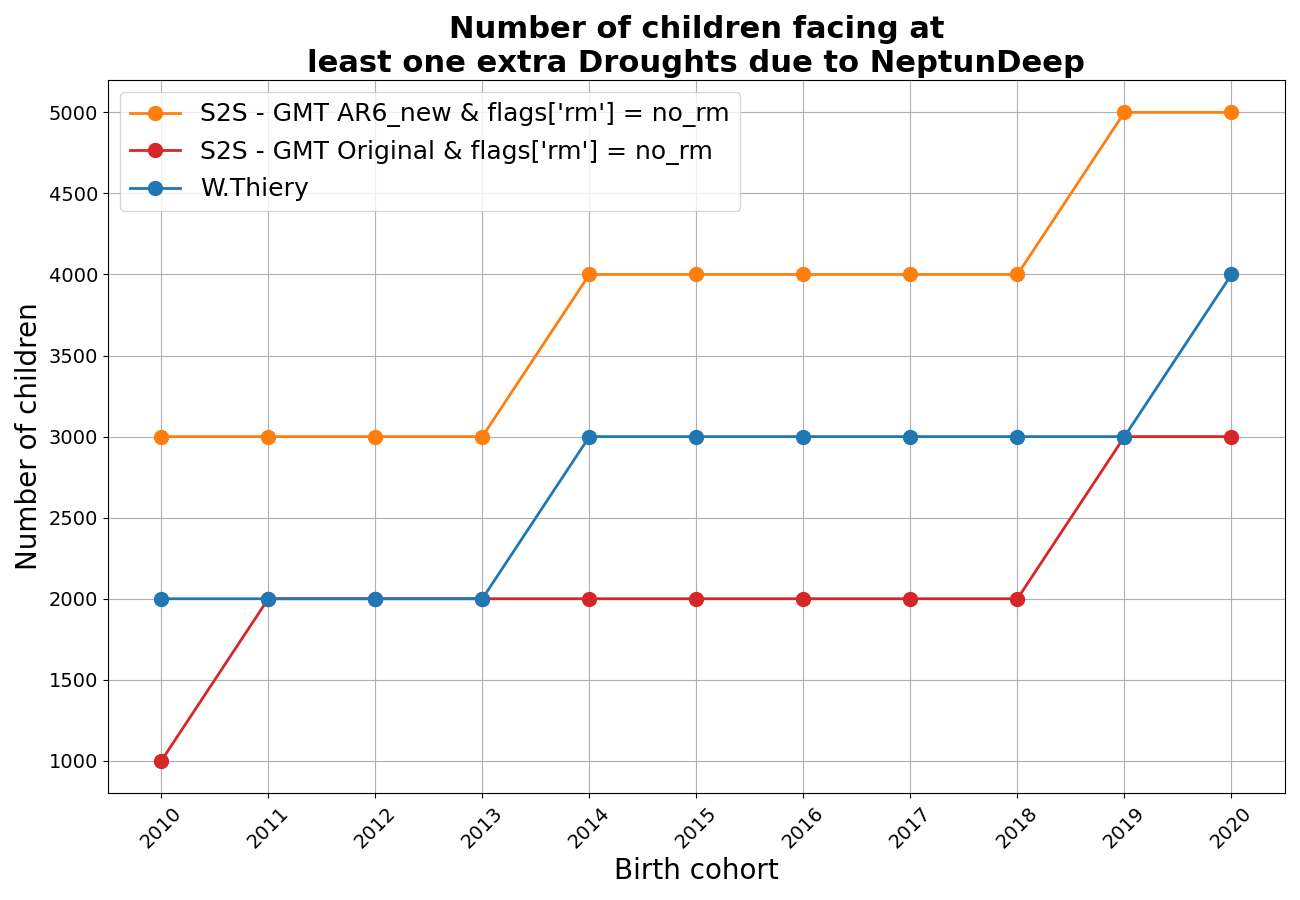 Number of children facing at
least one extra Droughts due to NeptunDeep
S2S - GMT AR6_new & flags['rm'] = no_rm
S2S - GMT Original & flags['rm'] = no_rm
W.Thiery
Number of children
5000
4500
4000
3500
3000
2500
2000
1500
1000
2010 2011 2012 2013 2014 2015 2016 2017 2018 2019 2020
Birth cohort